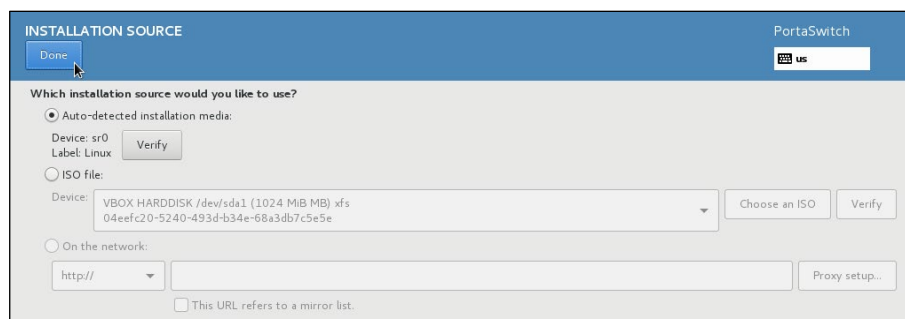 INSTALLATION SOURCE
PortaSwitch
Done
us
Which installation source would you like to use?
Auto-detected installation media:
Device: sr0
Label: Linux
Verify
ISO file:
Device:
VBOX HARDDISK /dev/sda1 (1024 MiB MB) xfs
04eefc20-5240-493d-b34e-68a3db7c5e5e
Choose an ISO
Verify
On the network:
http://
Proxy setup...
This URL refers to a mirror list.